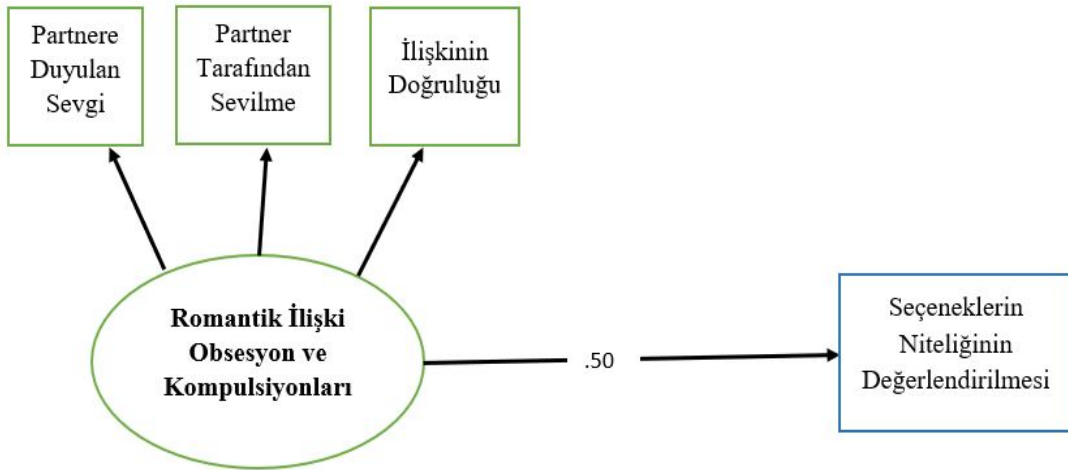 Partnere
Duyulan
Sevgi
Partner
Tarafından
Sevilme
İlişkinin
Doğruluğu
Romantik İlişki
Obsesyon ve
Kompulsiyonları
.50
Seçeneklerin
Niteliğinin
Değerlendirilmesi